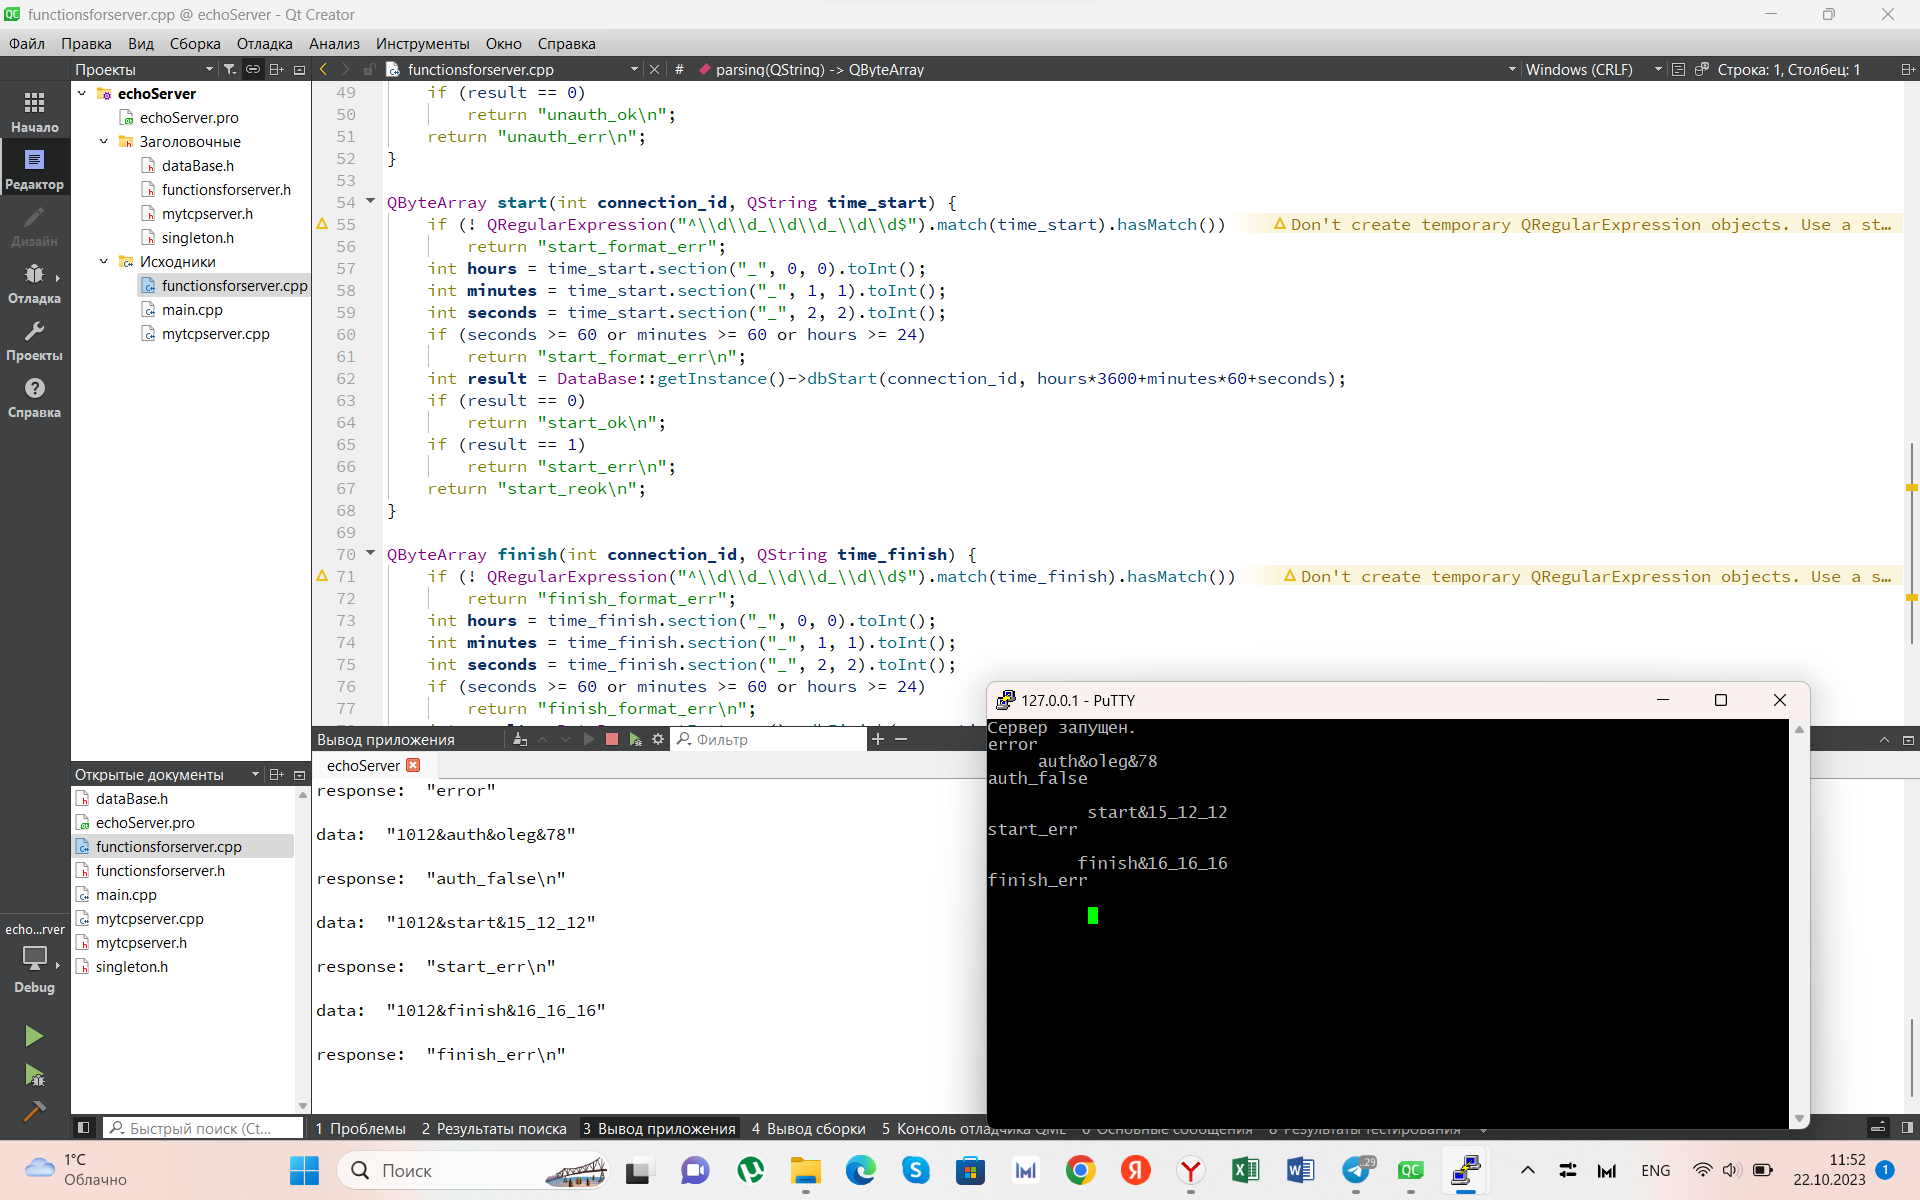 functionsforserver.cpp @ echoServer - Qt Creator
Файл Правка Вид Сборка Отладка Анализ Инструменты Окно Справка
Проекты
functionsforserver.cpp
# parsing(QString) -> QByteArray
Windows (CRLF)
Строка: 1, Столбец: 1
Начало
Редактор
Дизайн
Отладка
Проекты
Справка
echo...rver
Debug
echoServer
echoServer.pro
Заголовочные
dataBase.h
functionsforserver.h
mytcpserver.h
singleton.h
Исходники
functionsforserver.cpp
main.cpp
mytcpserver.cpp
49 if (result == 0)
50 return "unauth_ok\n";
51 return "unauth_err\n";
52 }
53
54 QByteArray start(int connection_id, QString time_start) {
55 if (! QRegularExpression("^\\d\\d_\\d\\d_\\d\\d$").match(time_start).hasMatch()) Don't create temporary QRegularExpression objects. Use a st...
56 return "start_format_err";
57 int hours = time_start.section("_", 0, 0).toInt();
58 int minutes = time_start.section("_", 1, 1).toInt();
59 int seconds = time_start.section("_", 2, 2).toInt();
60 if (seconds >= 60 or minutes >= 60 or hours >= 24)
61 return "start_format_err\n";
62 int result = DataBase::getInstance()->dbStart(connection_id, hours*3600+minutes*60+seconds);
63 if (result == 0)
64 return "start_ok\n";
65 if (result == 1)
66 return "start_err\n";
67 return "start_reok\n";
68 }
69
70 QByteArray finish(int connection_id, QString time_finish) {
71 if (! QRegularExpression("^\\d\\d_\\d\\d_\\d\\d$").match(time_finish).hasMatch()) Don't create temporary QRegularExpression objects. Use a s...
72 return "finish_format_err";
73 int hours = time_finish.section("_", 0, 0).toInt();
74 int minutes = time_finish.section("_", 1, 1).toInt();
75 int seconds = time_finish.section("_", 2, 2).toInt();
76 if (seconds >= 60 or minutes >= 60 or hours >= 24)
77 return "finish_format_err\n";
Открытые документы
dataBase.h
echoServer.pro
functionsforserver.cpp
functionsforserver.h
main.cpp
mytcpserver.cpp
mytcpserver.h
singleton.h
Вывод приложения
Фильтр
echoServer
response: "error"
data: "1012&auth&oleg&78"
response: "auth_false\n"
data: "1012&start&15_12_12"
response: "start_err\n"
data: "1012&finish&16_16_16"
response: "finish_err\n"
127.0.0.1 - PuTTY
Сервер запущен.
error
auth&oleg&78
auth_false
start&15_12_12
start_err
finish&16_16_16
finish_err
Быстрый поиск (Ct...
1 Проблемы 2 Результаты поиска 3 Вывод приложения 4 Вывод сборки 5 Консоль отладчика QML 6 Основные сообщения 8 Результаты тестирования
1°C
Облачно
Поиск
29
ENG
11:52
22.10.2023
1